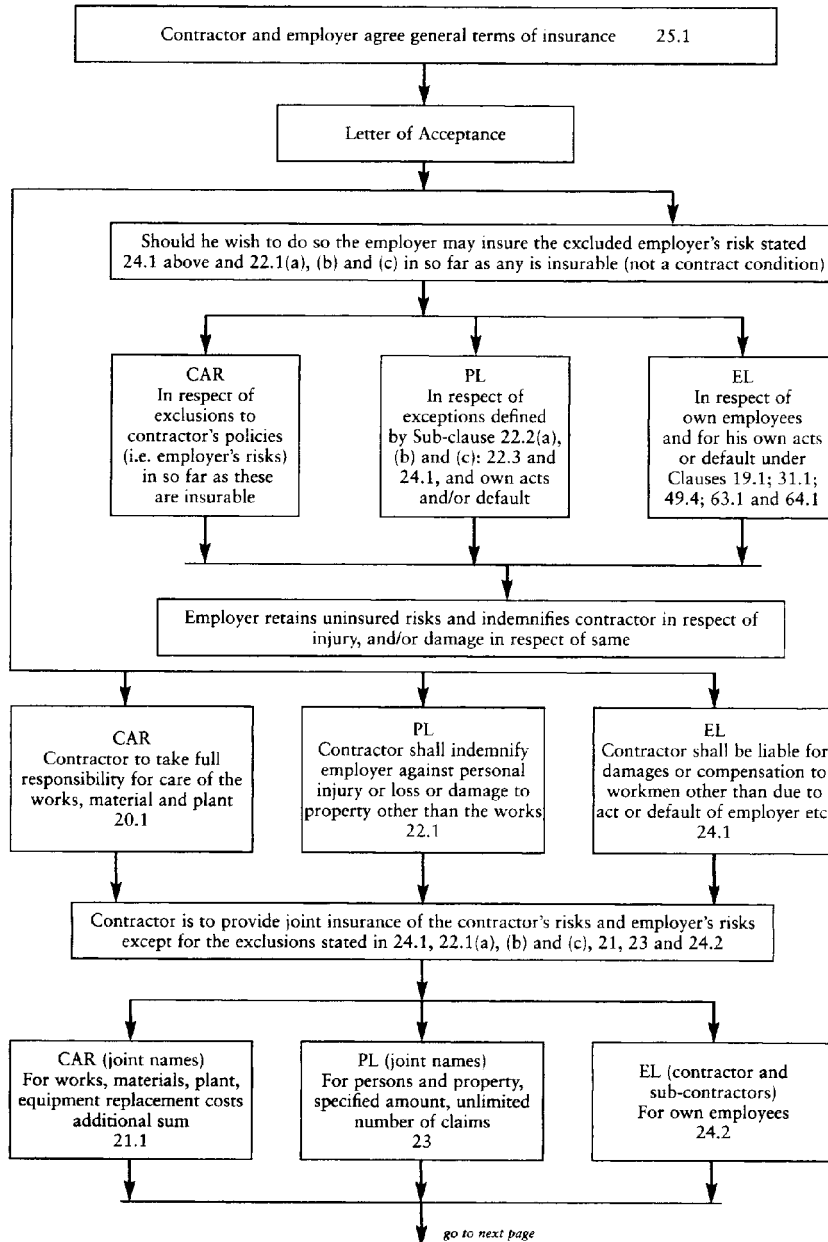 Contractor and employer agree general terms of insurance 25.1
Letter of Acceptance
Should he wish to do so the employer may insure the excluded employer's risk stated
24.1 above and 22.1(a), (b) and (c) in so far as any is insurable (not a contract condition)
CAR
In respect of
exclusions to
contractor's policies
(i.e. employer's risks)
in so far as these
are insurable
PL
In respect of
exceptions defined
by Sub-clause 22.2(a),
(b) and (c): 22.3 and
24.1, and own acts
and/or default
EL
In respect of
own employees
and for his own acts
or default under
Clauses 19.1; 31.1;
49.4; 63.1 and 64.1
Employer retains uninsured risks and indemnifies contractor in respect of
injury, and/or damage in respect of same
CAR
Contractor to take full
responsibility for care of the
works, material and plant
20.1
PL
Contractor shall indemnify
employer against personal
injury or loss or damage to
property other than the works
22.1
EL
Contractor shall be liable for
damages or compensation to
workmen other than due to
act or default of employer etc
24.1
Contractor is to provide joint insurance of the contractor's risks and employer's risks
except for the exclusions stated in 24.1, 22.1(a), (b) and (c), 21, 23 and 24.2
CAR (joint names)
For works, materials, plant,
equipment replacement costs
additional sum
21.1
PL (joint names)
For persons and property,
specified amount, unlimited
number of claims
23
EL (contractor and
sub-contractors)
For own employees
24.2
go to next page